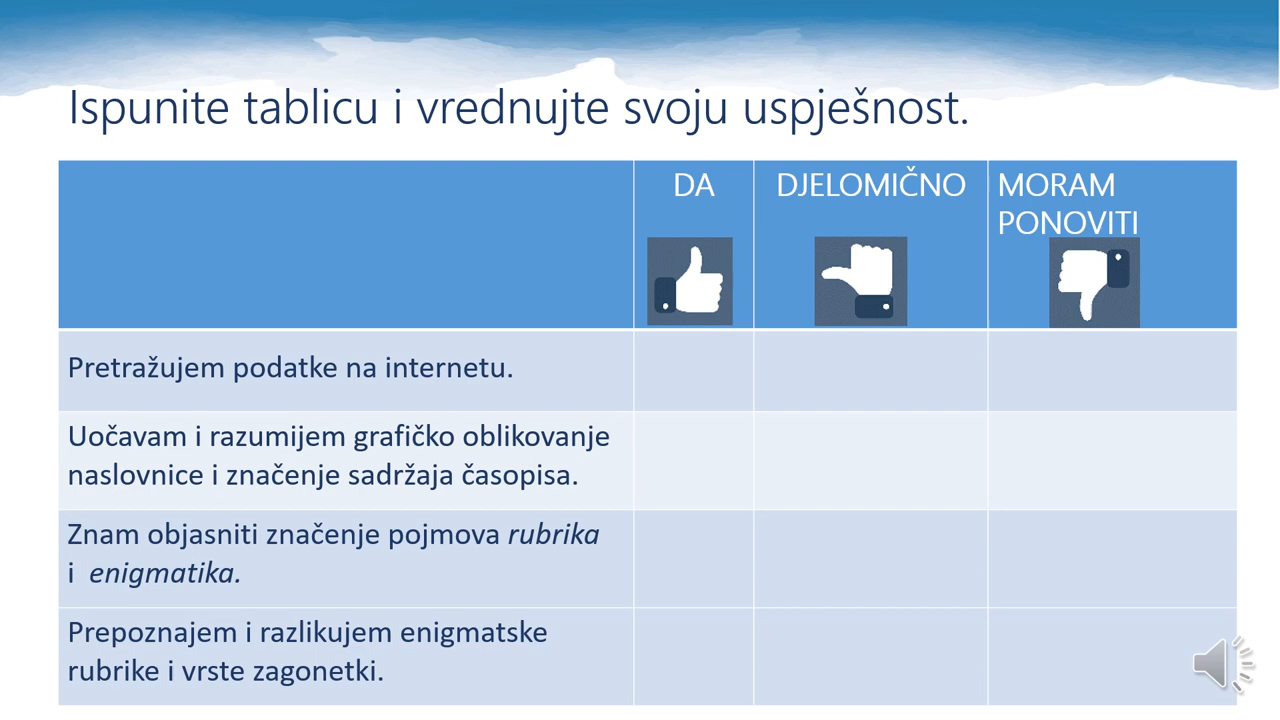 Ispunite tablicu i vrednujte svoju uspješnost.
DA
DJELOMIČNO
MORAM
PONOVITI
Pretražujem podatke na internetu.
Uočavam i razumijem grafičko oblikovanje
naslovnice i značenje sadržaja časopisa.
Znam objasniti značenje pojmova rubrika
i enigmatika.
Prepoznajem i razlikujem enigmatske
rubrike i vrste zagonetki.